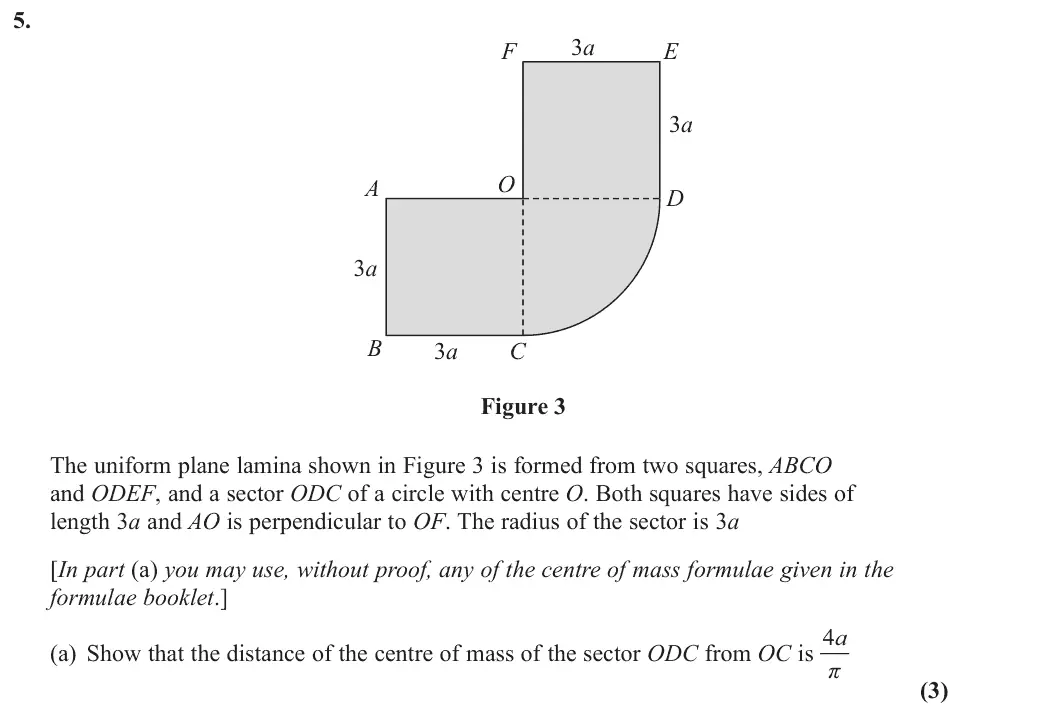 5.
F 3a E
3a
A O D
3a
B 3a C
Figure 3
The uniform plane lamina shown in Figure 3 is formed from two squares, ABCO
and ODEF, and a sector ODC of a circle with centre O. Both squares have sides of
length 3a and AO is perpendicular to OF. The radius of the sector is 3a
[In part (a) you may use, without proof, any of the centre of mass formulae given in the
formulae booklet.]
(a) Show that the distance of the centre of mass of the sector ODC from OC is 4a/π
(3)